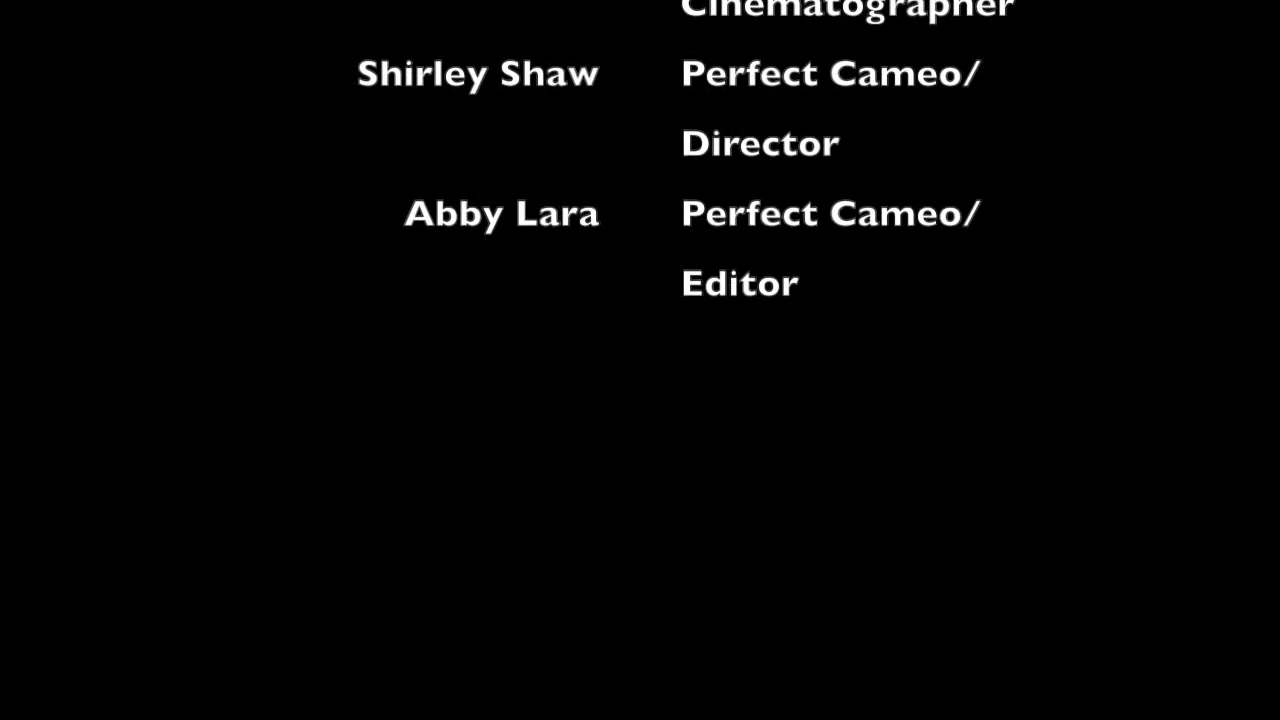 Cinematographer
Shirley Shaw Perfect Cameo/
Director
Abby Lara Perfect Cameo/
Editor